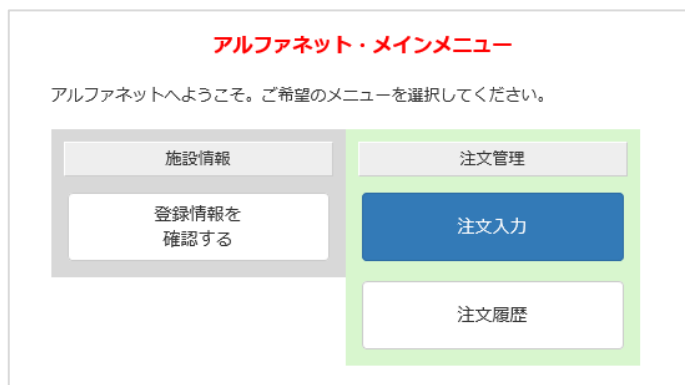 アルファネット・メインメニュー
アルファネットへようこそ。ご希望のメニューを選択してください。
施設情報
登録情報を
確認する
注文管理
注文入力
注文履歴